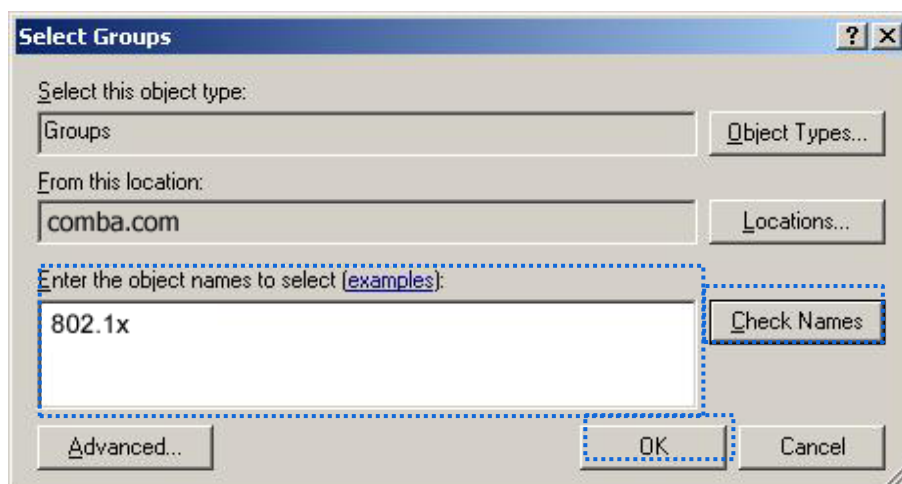 Select Groups
Select this object type:
Groups
Object Types...
From this location:
comba.com
Locations...
Enter the object names to select (examples):
802.1x
Check Names
Advanced...
OK
Cancel